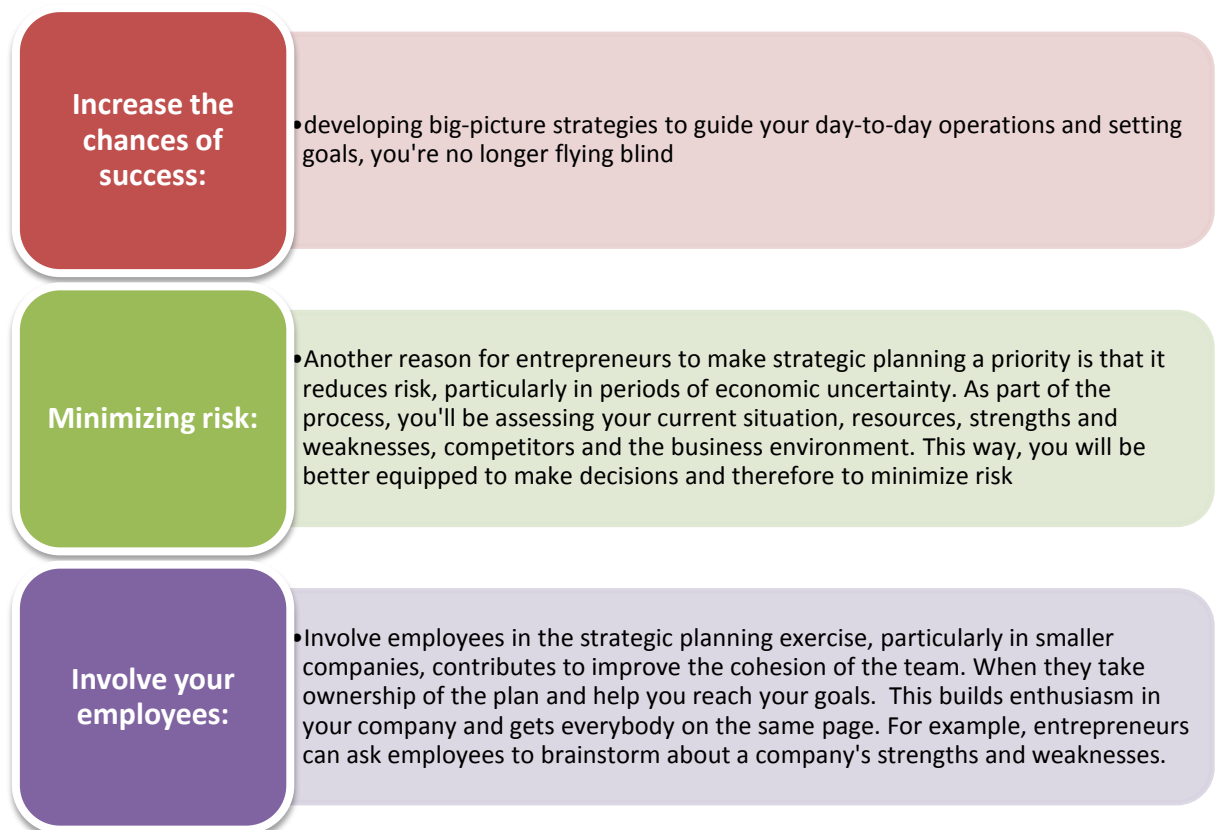 Increase the
chances of
success:
•developing big-picture strategies to guide your day-to-day operations and setting
goals, you're no longer flying blind
Minimizing risk:
•Another reason for entrepreneurs to make strategic planning a priority is that it
reduces risk, particularly in periods of economic uncertainty. As part of the
process, you'll be assessing your current situation, resources, strengths and
weaknesses, competitors and the business environment. This way, you will be
better equipped to make decisions and therefore to minimize risk
Involve your
employees:
•Involve employees in the strategic planning exercise, particularly in smaller
companies, contributes to improve the cohesion of the team. When they take
ownership of the plan and help you reach your goals.  This builds enthusiasm in
your company and gets everybody on the same page. For example, entrepreneurs
can ask employees to brainstorm about a company's strengths and weaknesses.